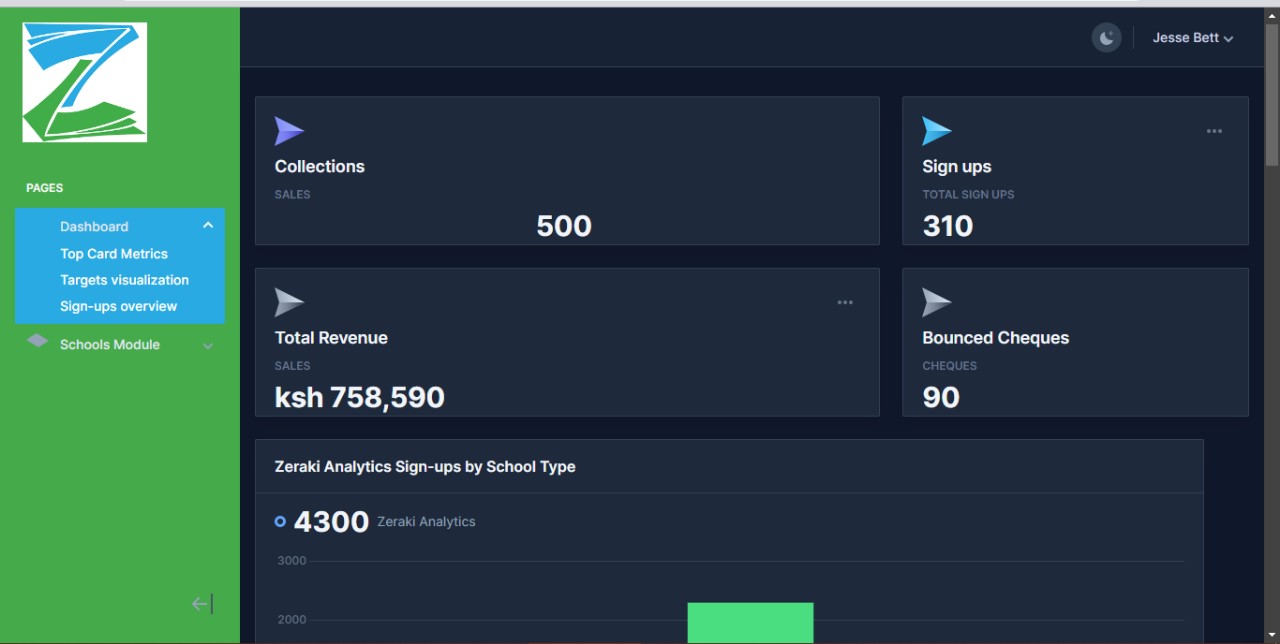 Jesse Bett
PAGES
Dashboard
Top Card Metrics
Targets visualization
Sign-ups overview
Schools Module
Collections
SALES
500
Sign ups
TOTAL SIGN UPS
310
Total Revenue
SALES
ksh 758,590
Bounced Cheques
CHEQUES
90
Zeraki Analytics Sign-ups by School Type
4300 Zeraki Analytics
3000
2000